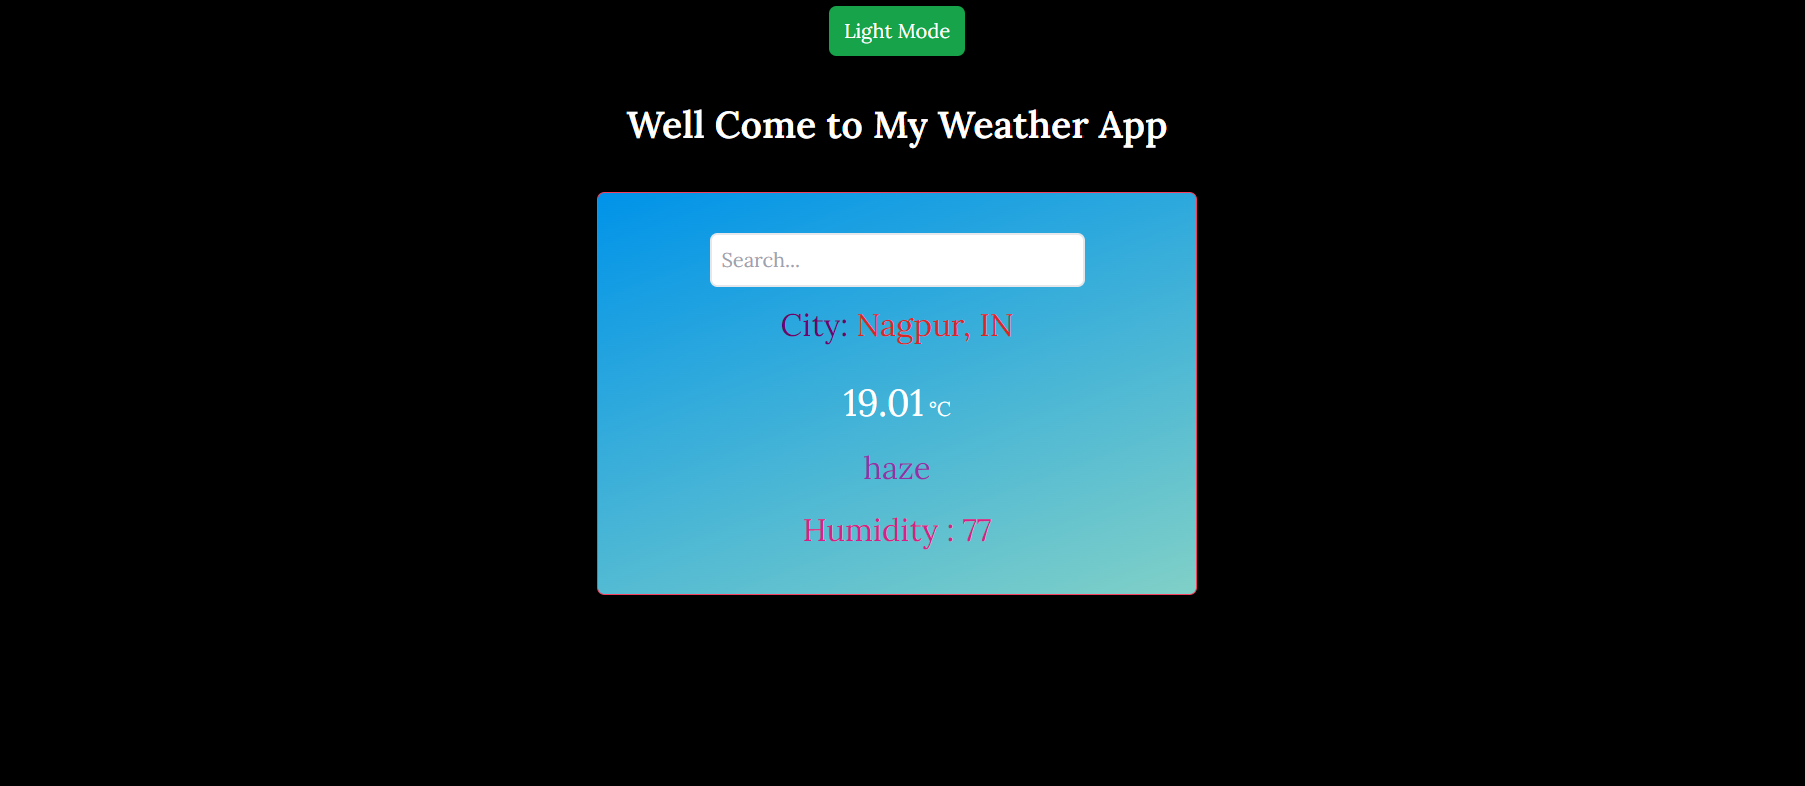 Light Mode
Well Come to My Weather App
Search...
City: Nagpur, IN
19.01 °C
haze
Humidity : 77